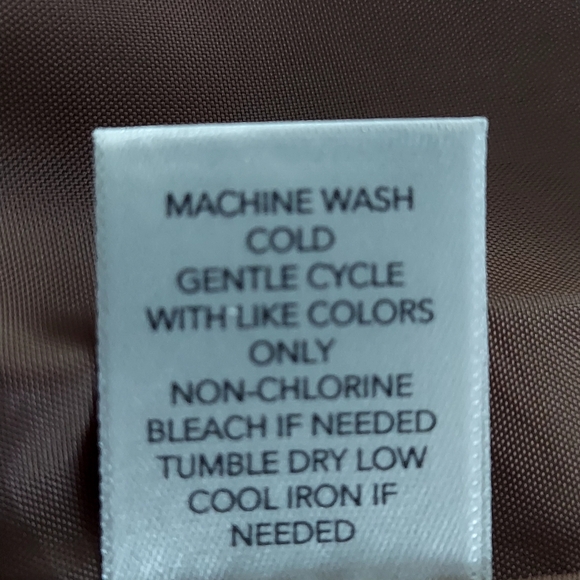 MACHINE WASH
COLD
GENTLE CYCLE
WITH LIKE COLORS
ONLY
NON-CHLORINE
BLEACH IF NEEDED
TUMBLE DRY LOW
COOL IRON IF
NEEDED